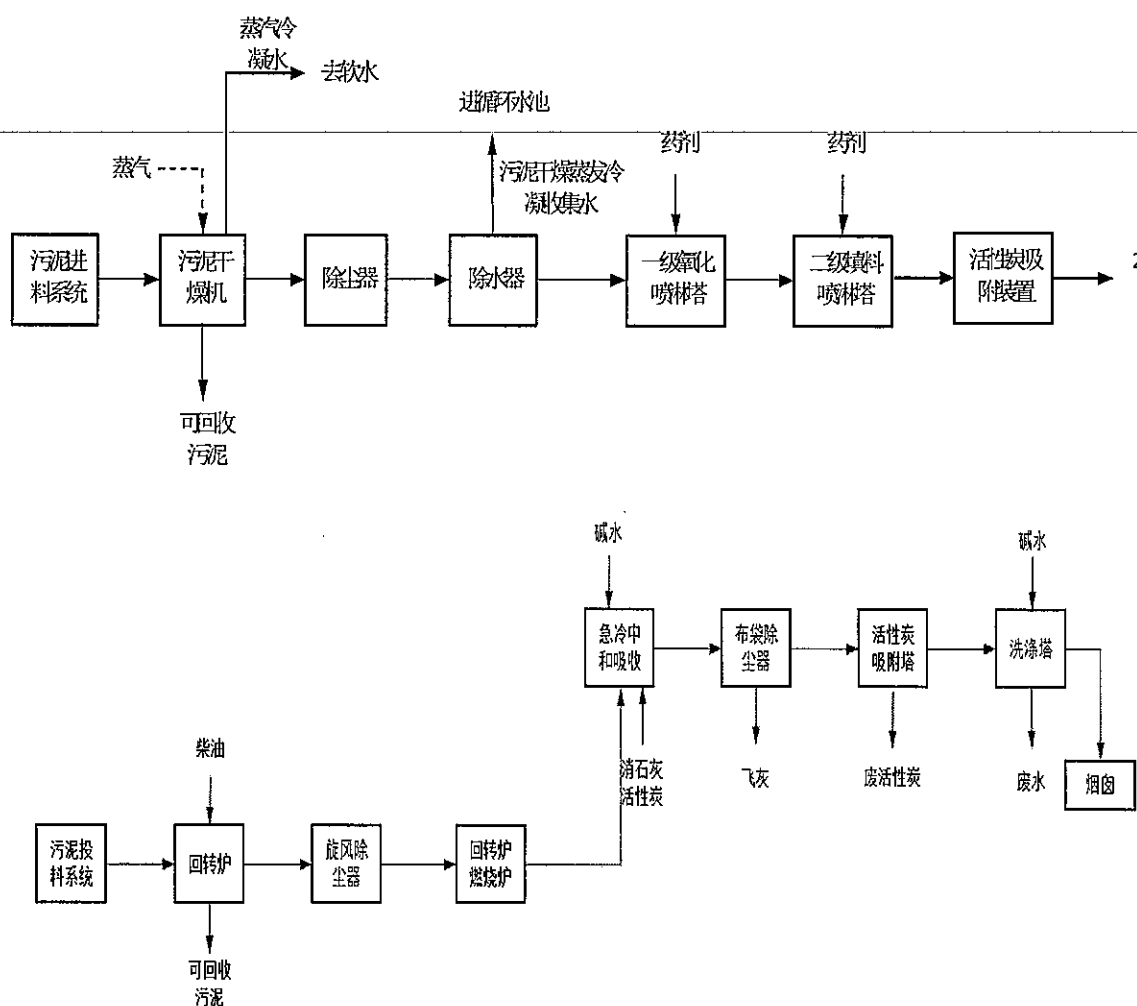 蒸气冷
凝水
去软水
进循环水池
药剂
药剂
蒸气
污泥干燥蒸发冷
凝收集水
污泥进
料系统
污泥干
燥机
除尘器
除水器
一级氧化
喷淋塔
二级填料
喷淋塔
活性炭吸
附装置
2
可回收
污泥
碱水
碱水
急冷中
和吸收
布袋除
尘器
活性炭
吸附塔
洗涤塔
柴油
消石灰
活性炭
飞灰
废活性炭
废水
烟囱
污泥投
料系统
回转炉
旋风除
尘器
回转炉
燃烧炉
可回收
污泥